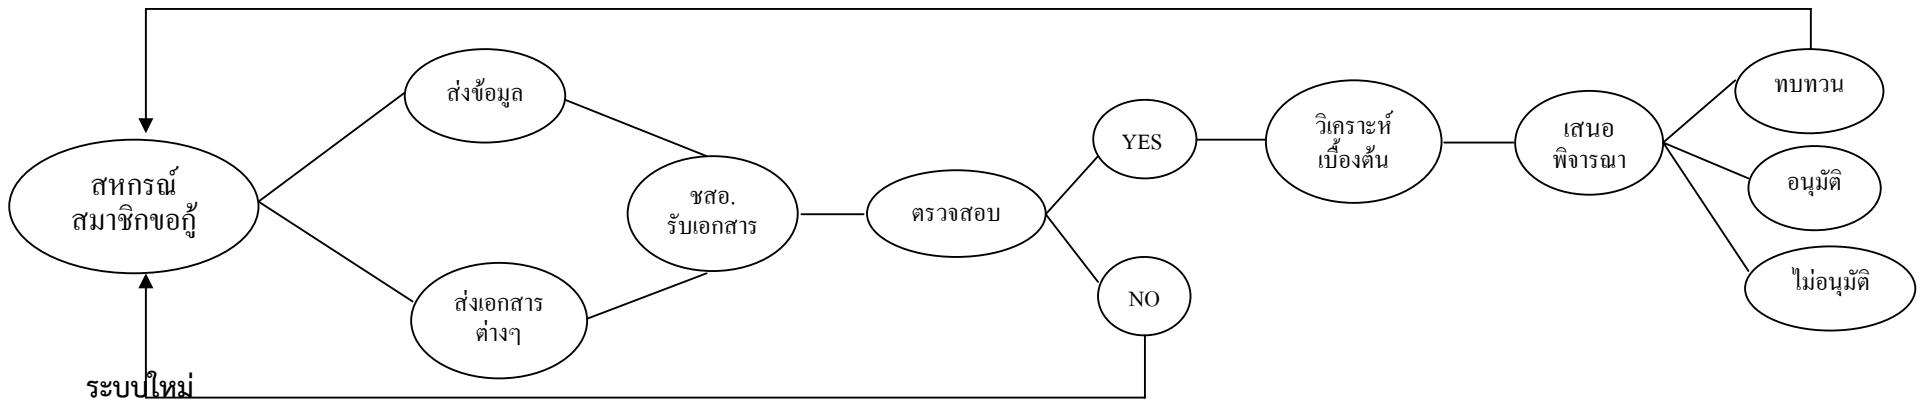 สหกรณ์
สมาชิกขอกู้
ส่งข้อมูล
ส่งเอกสาร
ต่างๆ
ชสอ.
รับเอกสาร
ตรวจสอบ
YES
NO
วิเคราะห์
เบื้องต้น
เสนอ
พิจารณา
ทบทวน
อนุมัติ
ไม่อนุมัติ
ระบบใหม่